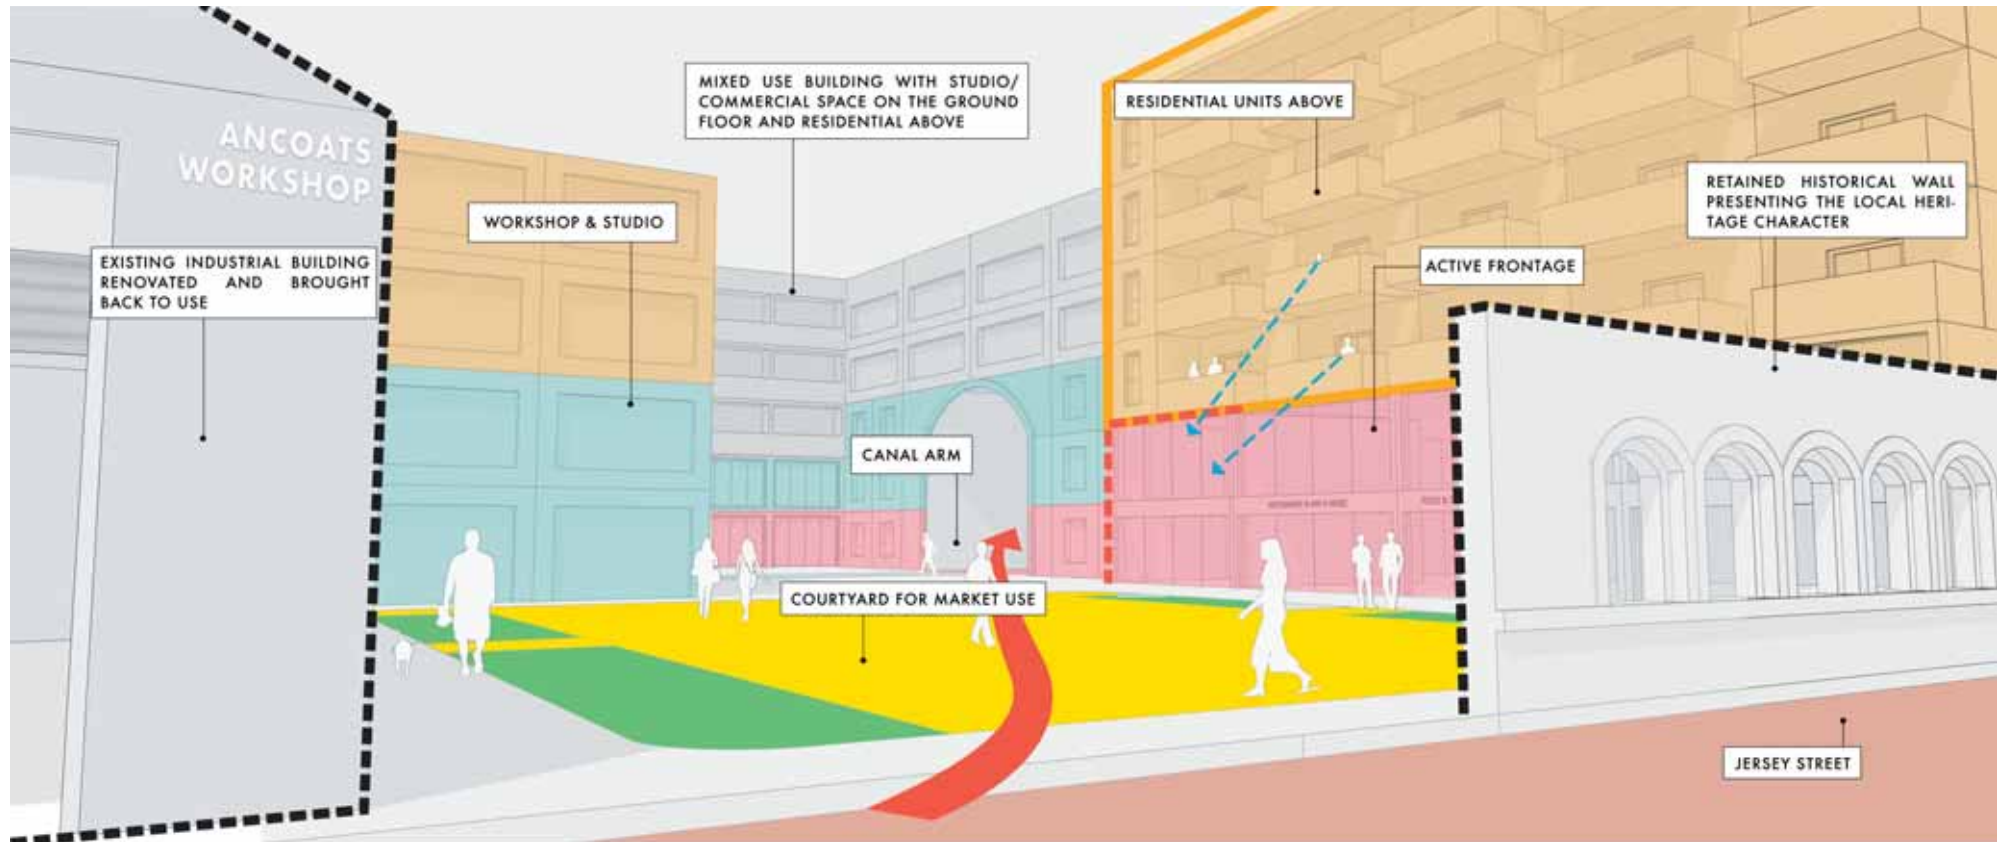 ANCOATS
WORKSHOP
EXISTING INDUSTRIAL BUILDING
RENOVATED AND BROUGHT
BACK TO USE
WORKSHOP & STUDIO
MIXED USE BUILDING WITH STUDIO/
COMMERCIAL SPACE ON THE GROUND
FLOOR AND RESIDENTIAL ABOVE
CANAL ARM
COURTYARD FOR MARKET USE
RESIDENTIAL UNITS ABOVE
ACTIVE FRONTAGE
RETAINED HISTORICAL WALL
PRESENTING THE LOCAL HERI-
TAGE CHARACTER
JERSEY STREET